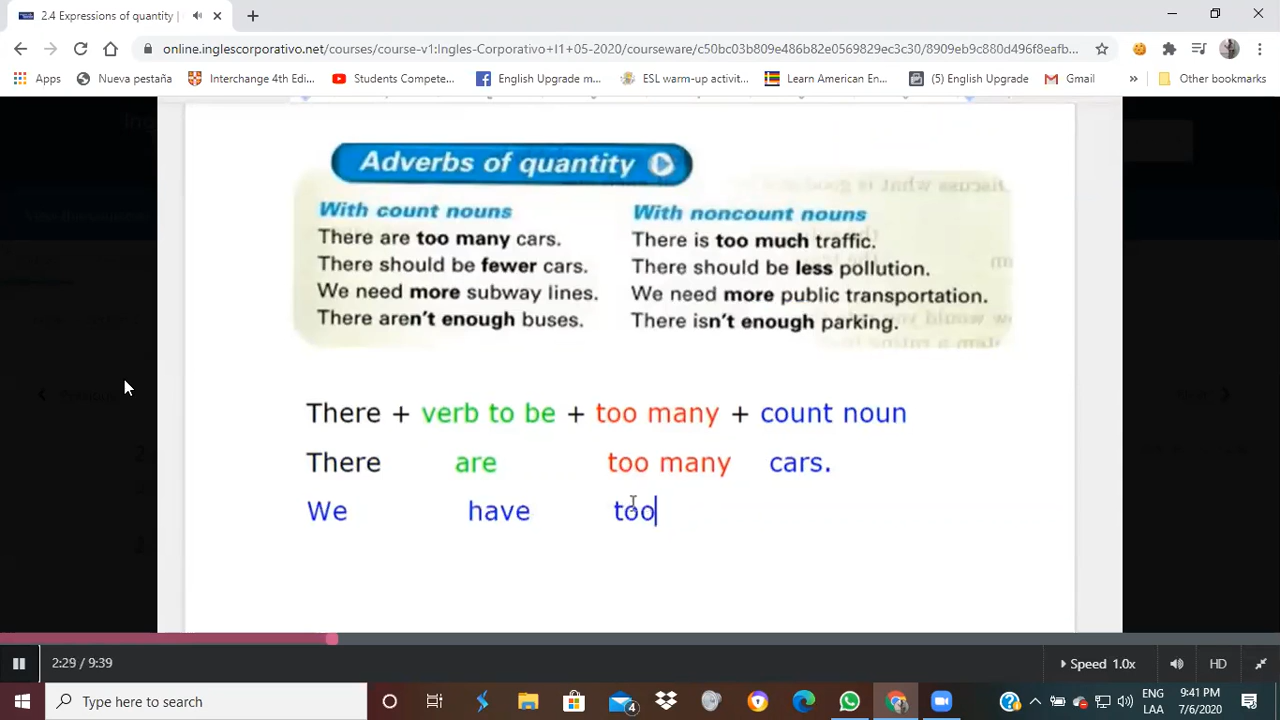 2.4 Expressions of quantity |
online.inglescorporativo.net/courses/course-v1:Ingles-Corporativo+I1+05-2020/courseware/c50bc03b809e486b82e0569829ec3c30/8909eb9c880d496f8eafb...
Apps Nueva pestaña Interchange 4th Edi... Students Compete... English Upgrade m... ESL warm-up activit... Learn American En... (5) English Upgrade Gmail » Other bookmarks
Adverbs of quantity
With count nouns
There are too many cars.
There should be fewer cars.
We need more subway lines.
There aren't enough buses.
With noncount nouns
There is too much traffic.
There should be less pollution.
We need more public transportation.
There isn't enough parking.
There + verb to be + too many + count noun
There are too many cars.
We have too
2:29 / 9:39
Speed 1.0x
HD
Type here to search
4
ENG
LAA
9:41 PM
7/6/2020